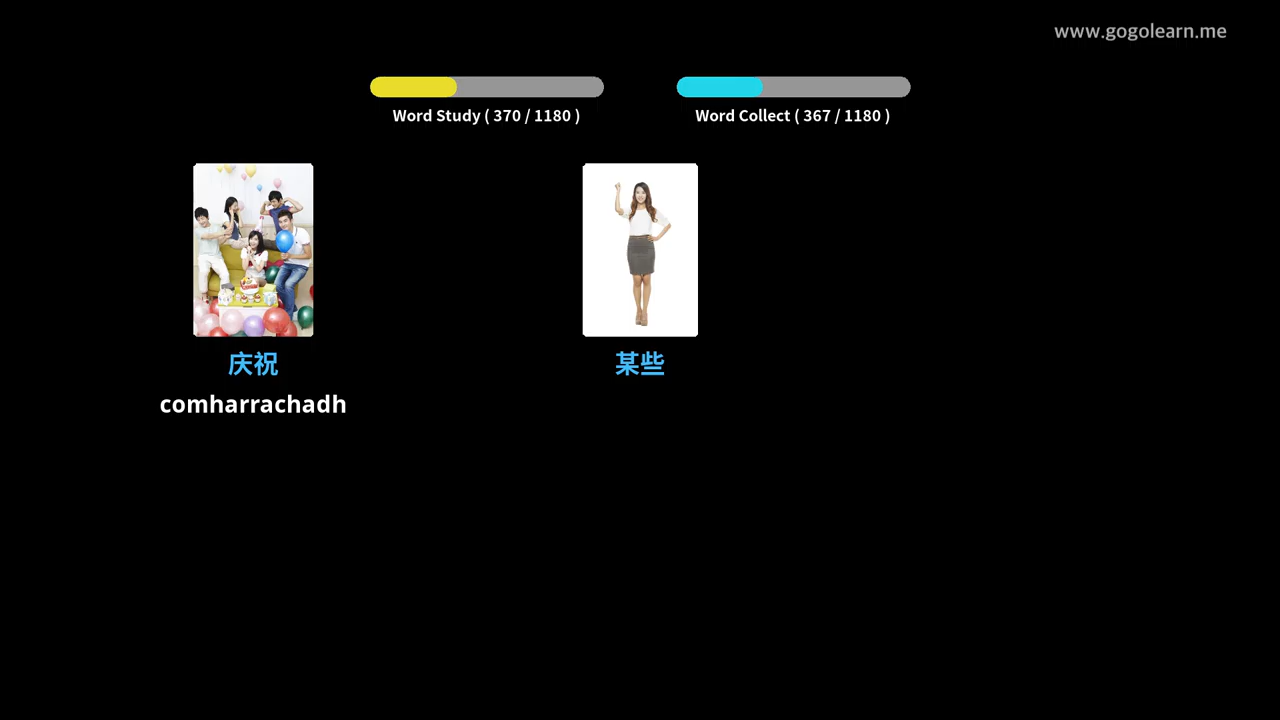 www.gogolearn.me
Word Study ( 370 / 1180 )
Word Collect ( 367 / 1180 )
庆祝
某些
comharrachadh